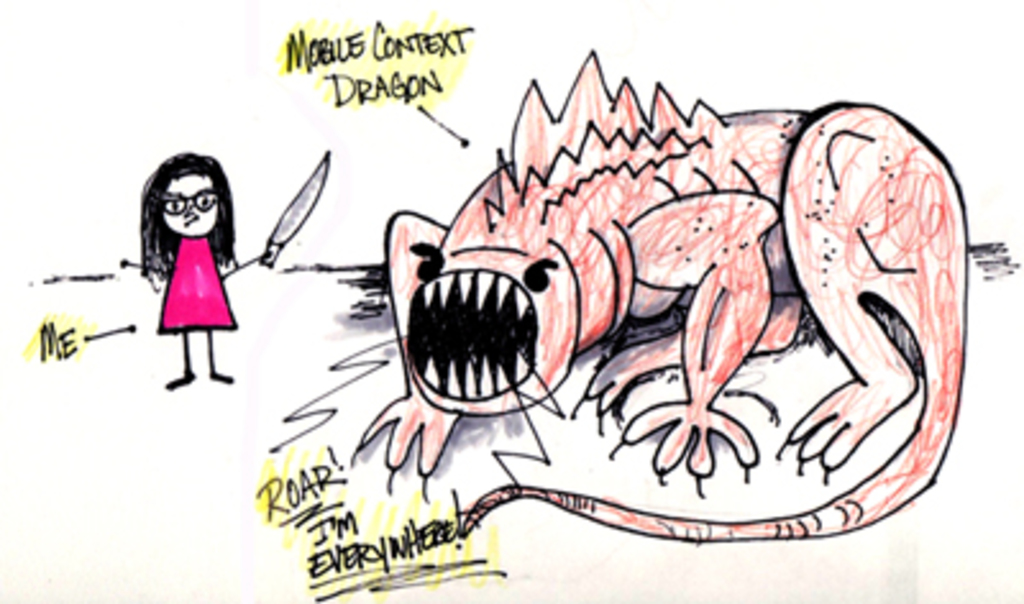 MOBILE CONTEXT
DRAGON
ME
ROAR!
I'M
EVERYWHERE!